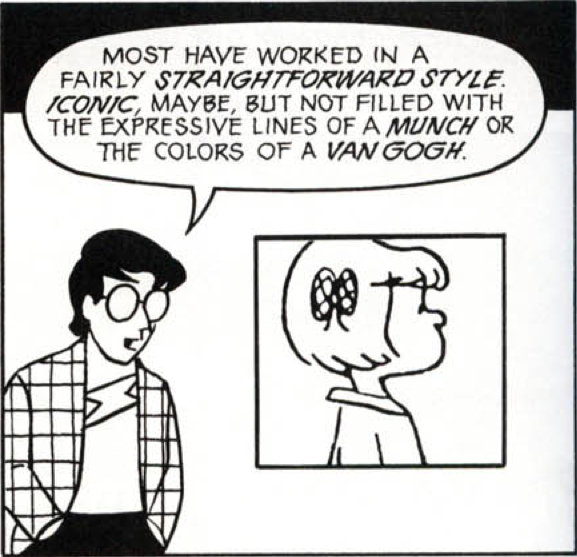 MOST HAVE WORKED IN A
FAIRLY STRAIGHTFORWARD STYLE.
ICONIC, MAYBE, BUT NOT FILLED WITH
THE EXPRESSIVE LINES OF A MUNCH OR
THE COLORS OF A VAN GOGH.